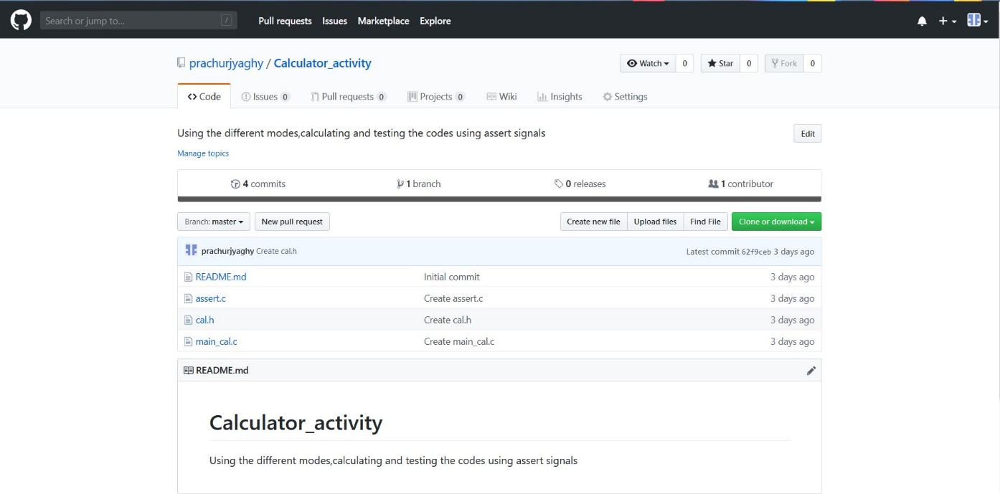 Search or jump to... / Pull requests Issues Marketplace Explore
prachurjyaghy / Calculator_activity Watch 0 Star 0 Fork 0
Code Issues 0 Pull requests 0 Projects 0 Wiki Insights Settings
Using the different modes,calculating and testing the codes using assert signals Edit
Manage topics
4 commits 1 branch 0 releases 1 contributor
Branch: master New pull request Create new file Upload files Find File Clone or download
prachurjyaghy Create cal.h Latest commit 62f9ceb 3 days ago
README.md Initial commit 3 days ago
assert.c Create assert.c 3 days ago
cal.h Create cal.h 3 days ago
main_cal.c Create main_cal.c 3 days ago
README.md
Calculator_activity
Using the different modes,calculating and testing the codes using assert signals